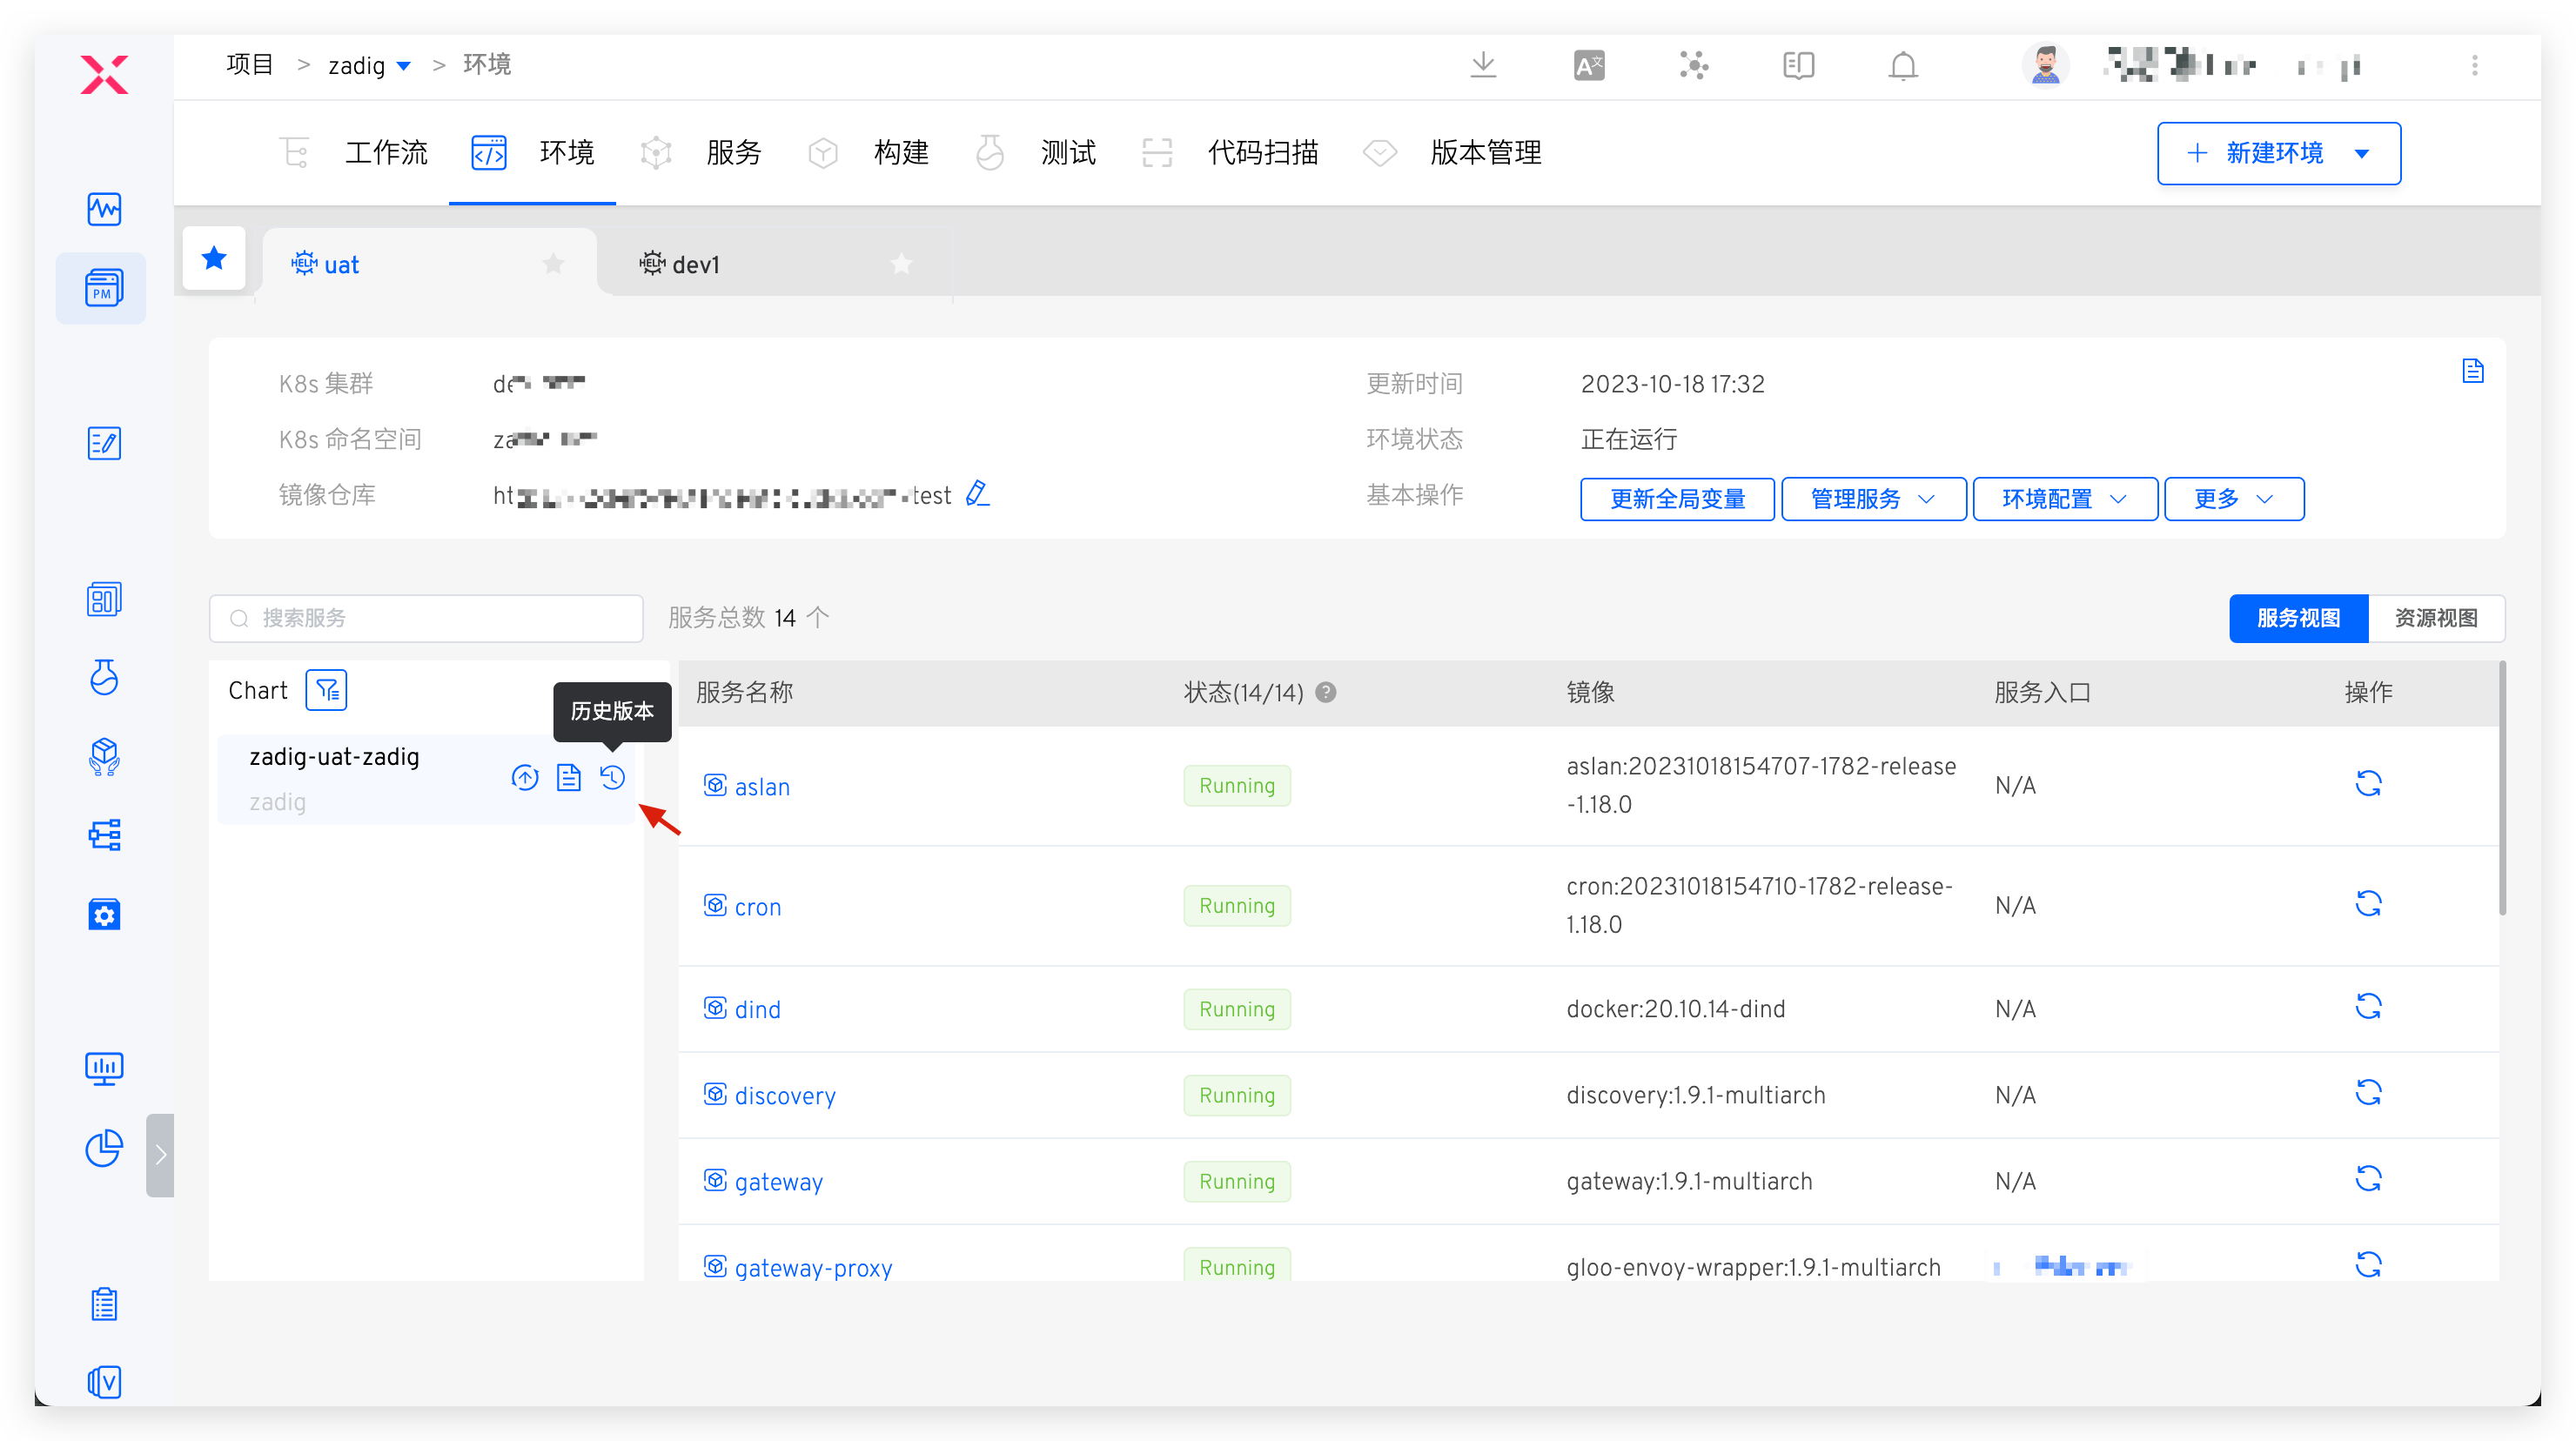 项目 > zadig > 环境
工作流 环境 服务 构建 测试 代码扫描 版本管理
+ 新建环境
PM
HELM uat
HELM dev1
K8s 集群
更新时间 2023-10-18 17:32
K8s 命名空间
环境状态 正在运行
镜像仓库 test
基本操作 更新全局变量 管理服务 环境配置 更多
搜索服务
服务总数 14 个
服务视图 资源视图
Chart
历史版本
zadig-uat-zadig
zadig
服务名称 状态(14/14) ? 镜像 服务入口 操作
aslan Running aslan:20231018154707-1782-release
-1.18.0 N/A
cron Running cron:20231018154710-1782-release-
1.18.0 N/A
dind Running docker:20.10.14-dind N/A
discovery Running discovery:1.9.1-multiarch N/A
gateway Running gateway:1.9.1-multiarch N/A
gateway-proxy Running gloo-envoy-wrapper:1.9.1-multiarch